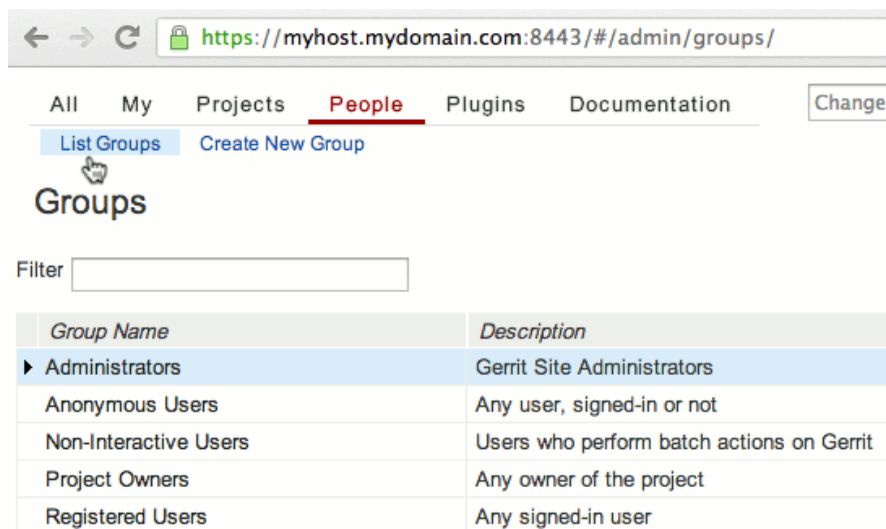 https://myhost.mydomain.com:8443/#/admin/groups/
All My Projects People Plugins Documentation Change
List Groups Create New Group
Groups
Filter
Group Name Description
Administrators Gerrit Site Administrators
Anonymous Users Any user, signed-in or not
Non-Interactive Users Users who perform batch actions on Gerrit
Project Owners Any owner of the project
Registered Users Any signed-in user